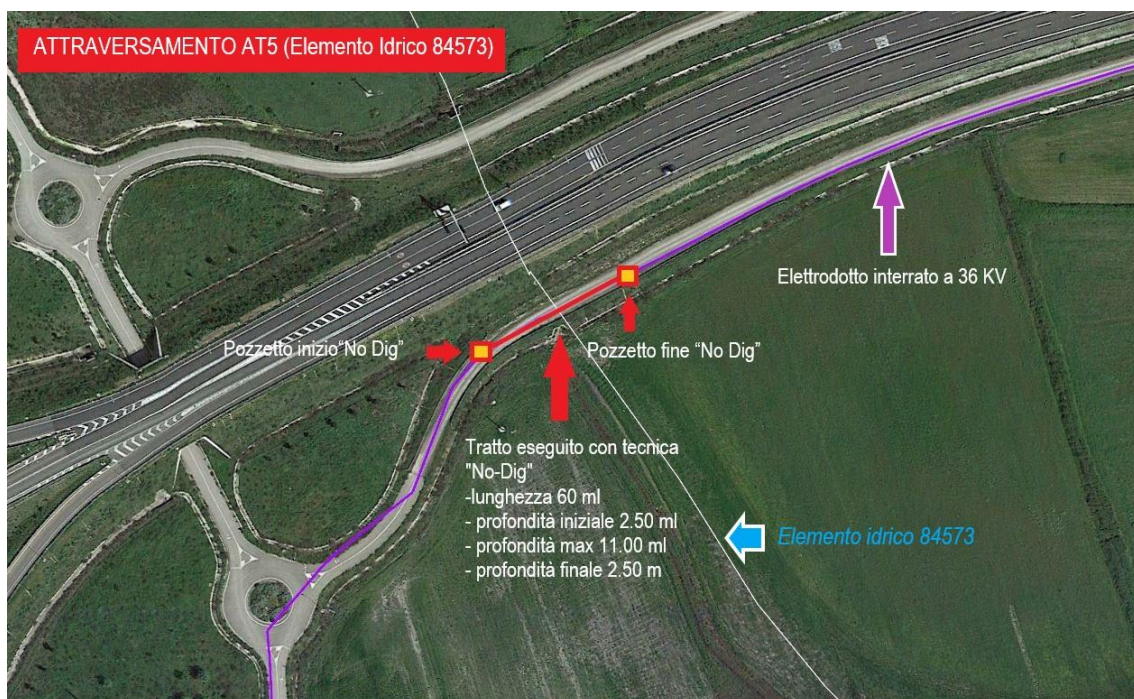 ATTRAVERSAMENTO AT5 (Elemento Idrico 84573)
Elettrodotto interrato a 36 KV
Pozzetto inizio“No Dig”
Pozzetto fine “No Dig”
Tratto eseguito con tecnica
"No-Dig"
-lunghezza 60 ml
- profondità iniziale 2.50 ml
- profondità max 11.00 ml
- profondità finale 2.50 m
Elemento idrico 84573